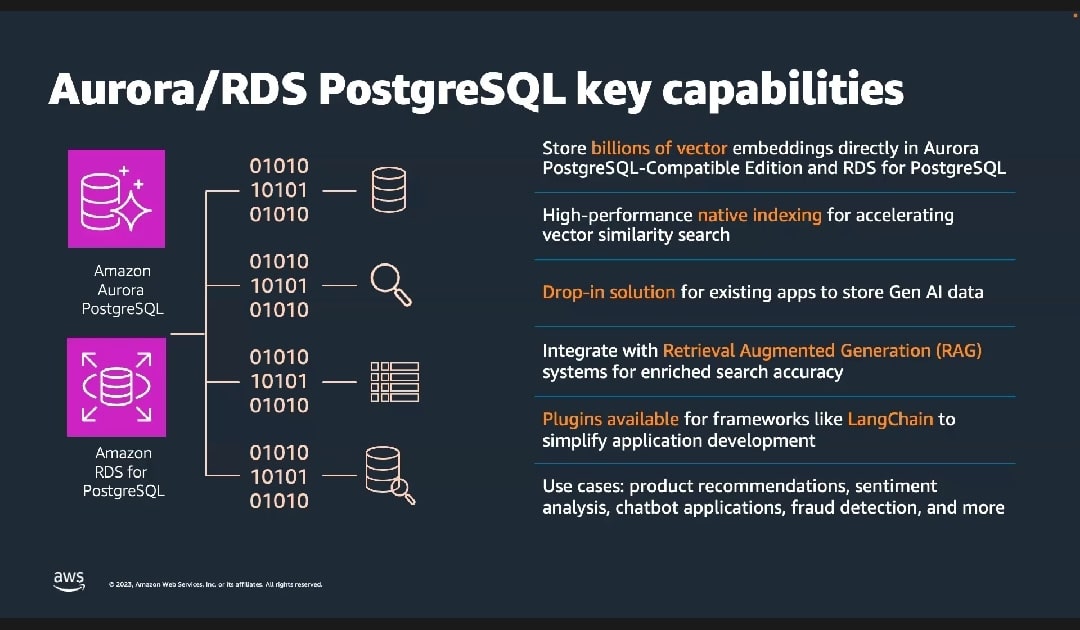 Aurora/RDS PostgreSQL key capabilities
Amazon
Aurora
PostgreSQL
Amazon
RDS for
PostgreSQL
01010
10101
01010
01010
10101
01010
01010
10101
01010
01010
10101
01010
Store billions of vector embeddings directly in Aurora
PostgreSQL-Compatible Edition and RDS for PostgreSQL
High-performance native indexing for accelerating
vector similarity search
Drop-in solution for existing apps to store Gen AI data
Integrate with Retrieval Augmented Generation (RAG)
systems for enriched search accuracy
Plugins available for frameworks like LangChain to
simplify application development
Use cases: product recommendations, sentiment
analysis, chatbot applications, fraud detection, and more
aws
© 2023, Amazon Web Services, Inc. or its affiliates. All rights reserved.